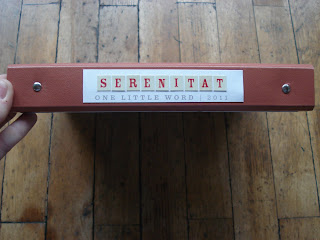 SERENITAT
ONE LITTLE WORD | 2011